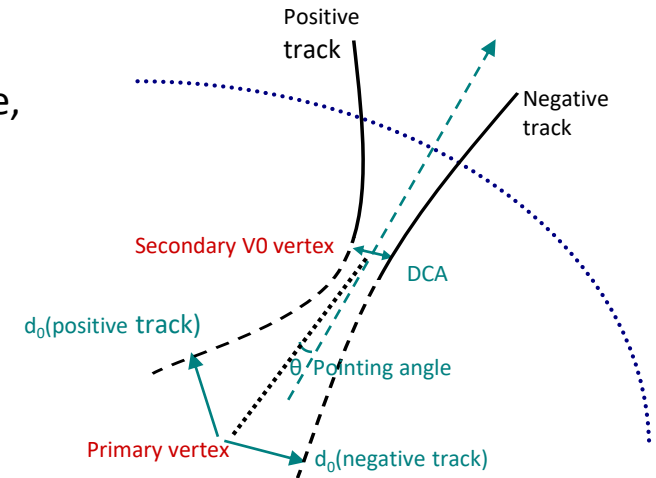 Positive
track
e,
Negative
track
Secondary V0 vertex
DCA
d₀(positive track)
θ Pointing angle
Primary vertex
d₀(negative track)